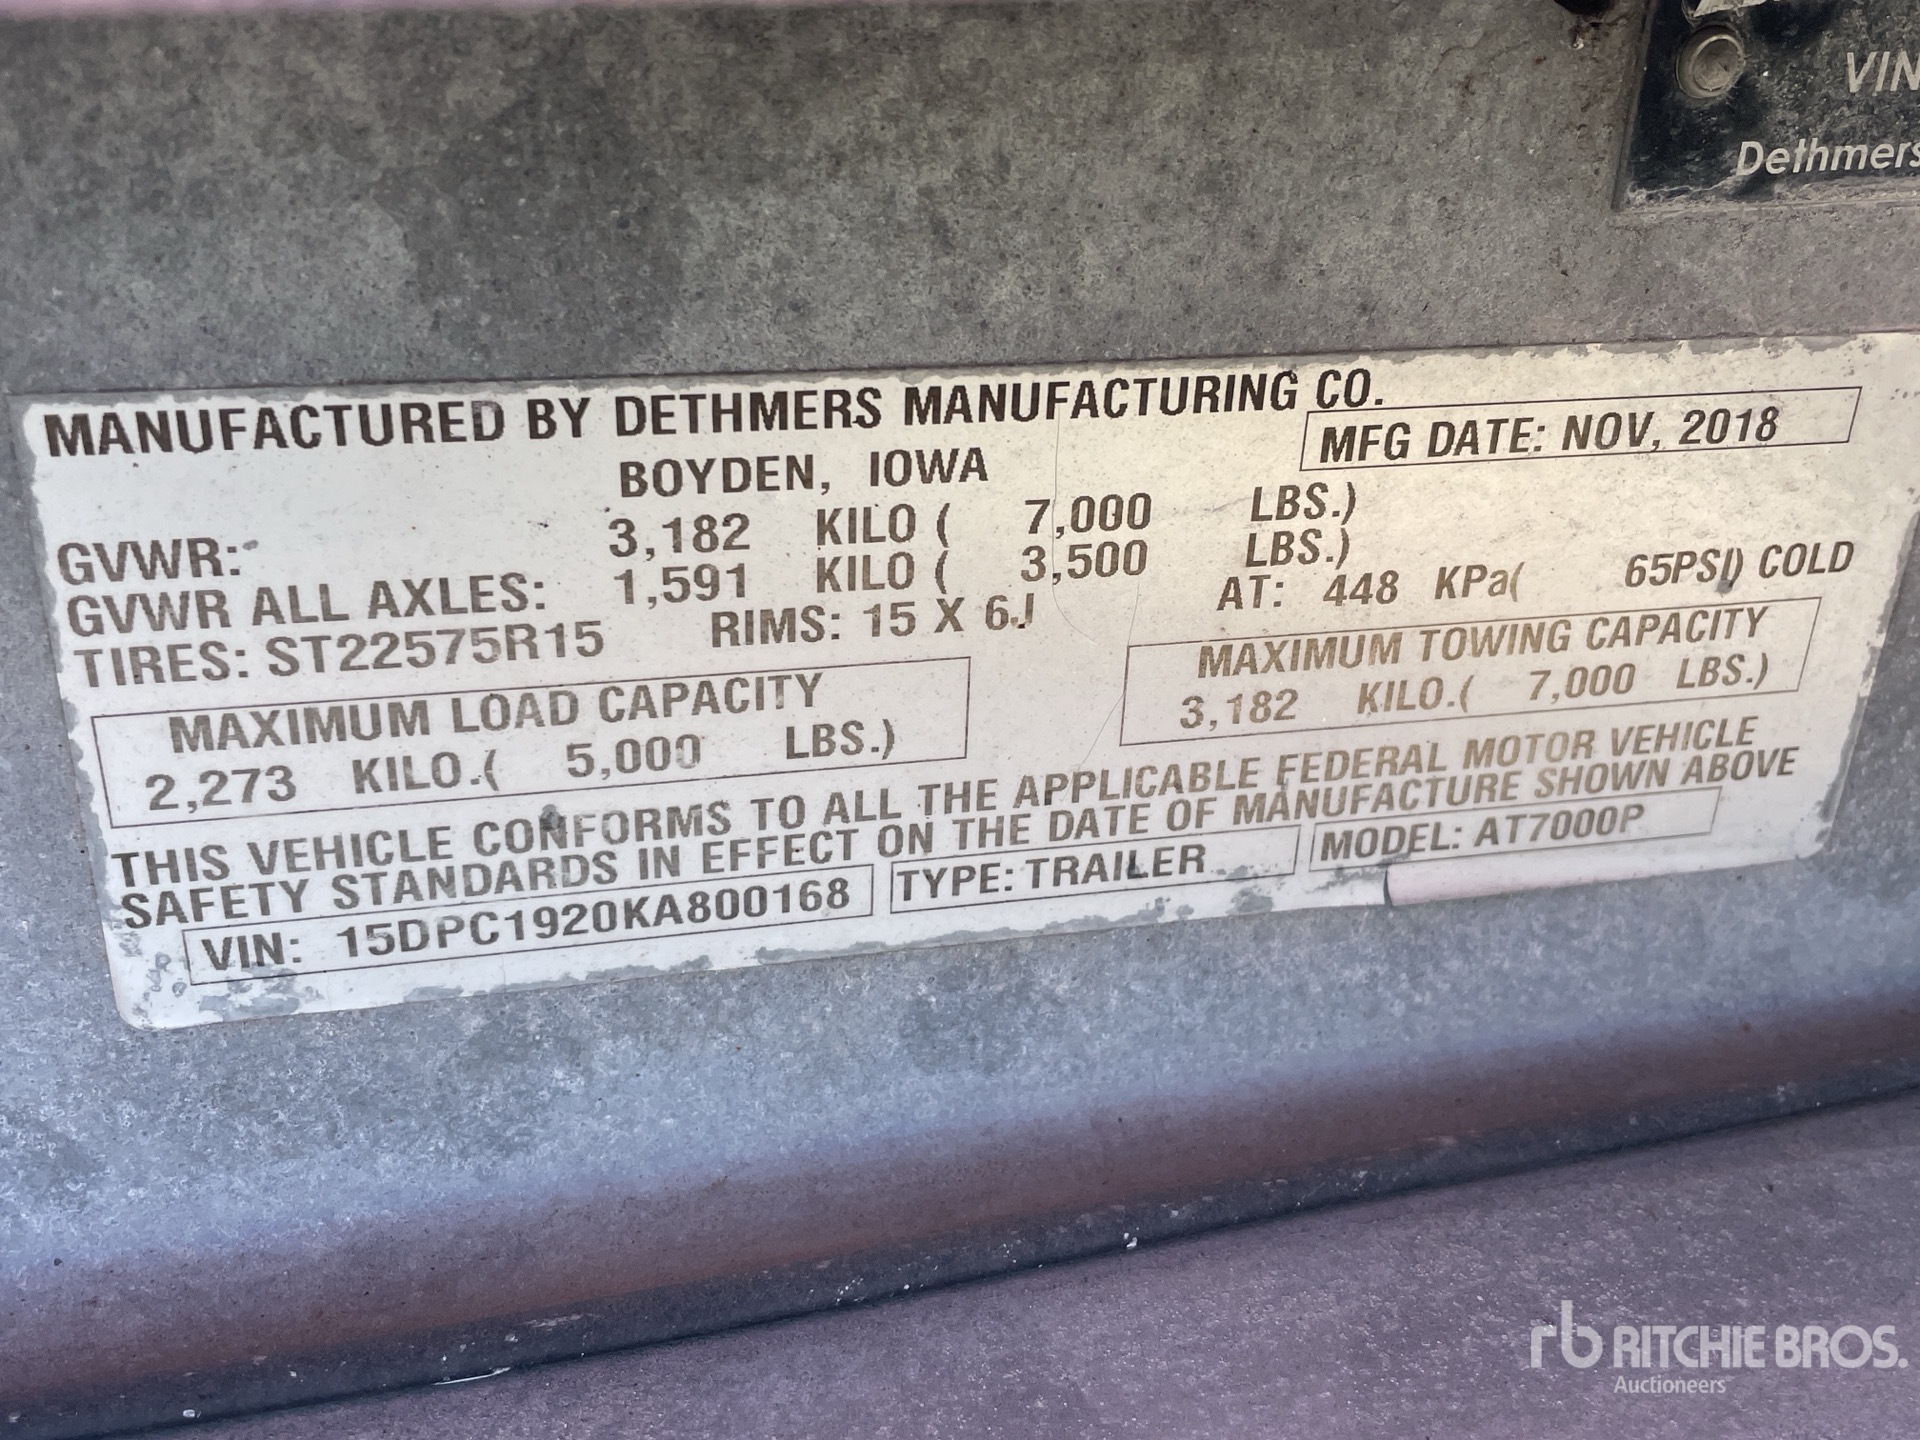 VIN
Dethmers
MANUFACTURED BY DETHMERS MANUFACTURING CO.
BOYDEN, IOWA
MFG DATE: NOV, 2018
GVWR: 3,182 KILO ( 7,000 LBS.)
GVWR ALL AXLES: 1,591 KILO ( 3,500 LBS.)
TIRES: ST22575R15 RIMS: 15 X 6J AT: 448 KPa( 65PSI) COLD
MAXIMUM LOAD CAPACITY
2,273 KILO.( 5,000 LBS.)
MAXIMUM TOWING CAPACITY
3,182 KILO.( 7,000 LBS.)
THIS VEHICLE CONFORMS TO ALL THE APPLICABLE FEDERAL MOTOR VEHICLE
SAFETY STANDARDS IN EFFECT ON THE DATE OF MANUFACTURE SHOWN ABOVE
VIN: 15DPC1920KA800168 TYPE: TRAILER MODEL: AT7000P
rb RITCHIE BROS.
Auctioneers